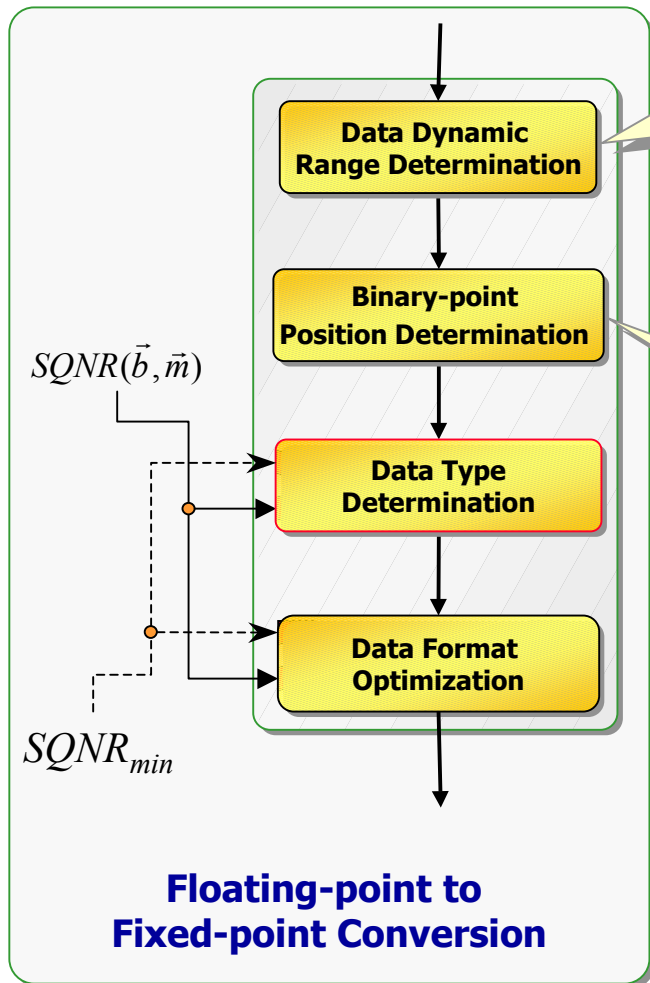 Data Dynamic
Range Determination
Binary-point
Position Determination
SQNR(b⃗, m⃗)
Data Type
Determination
Data Format
Optimization
SQNR_min
Floating-point to
Fixed-point Conversion